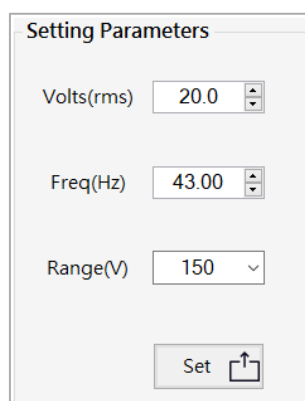 Setting Parameters
Volts(rms) 20.0
Freq(Hz) 43.00
Range(V) 150
Set